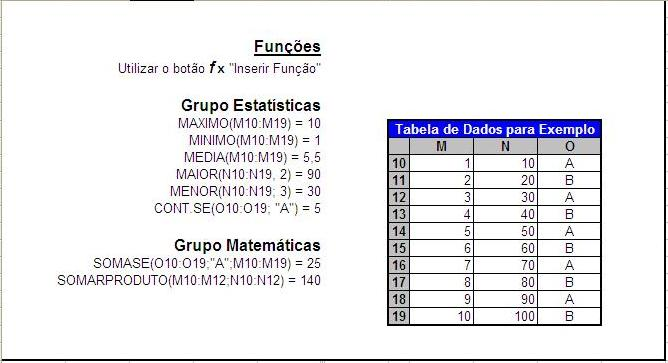 Funções
Utilizar o botão fx "Inserir Função"
Grupo Estatísticas
MAXIMO(M10:M19) = 10
MINIMO(M10:M19) = 1
MEDIA(M10:M19) = 5,5
MAIOR(N10:N19, 2) = 90
MENOR(N10:N19; 3) = 30
CONT.SE(O10:O19; "A") = 5
Grupo Matemáticas
SOMASE(O10:O19;"A";M10:M19) = 25
SOMARPRODUTO(M10:M12;N10:N12) = 140
Tabela de Dados para Exemplo
M N O
10 1 10 A
11 2 20 B
12 3 30 A
13 4 40 B
14 5 50 A
15 6 60 B
16 7 70 A
17 8 80 B
18 9 90 A
19 10 100 B